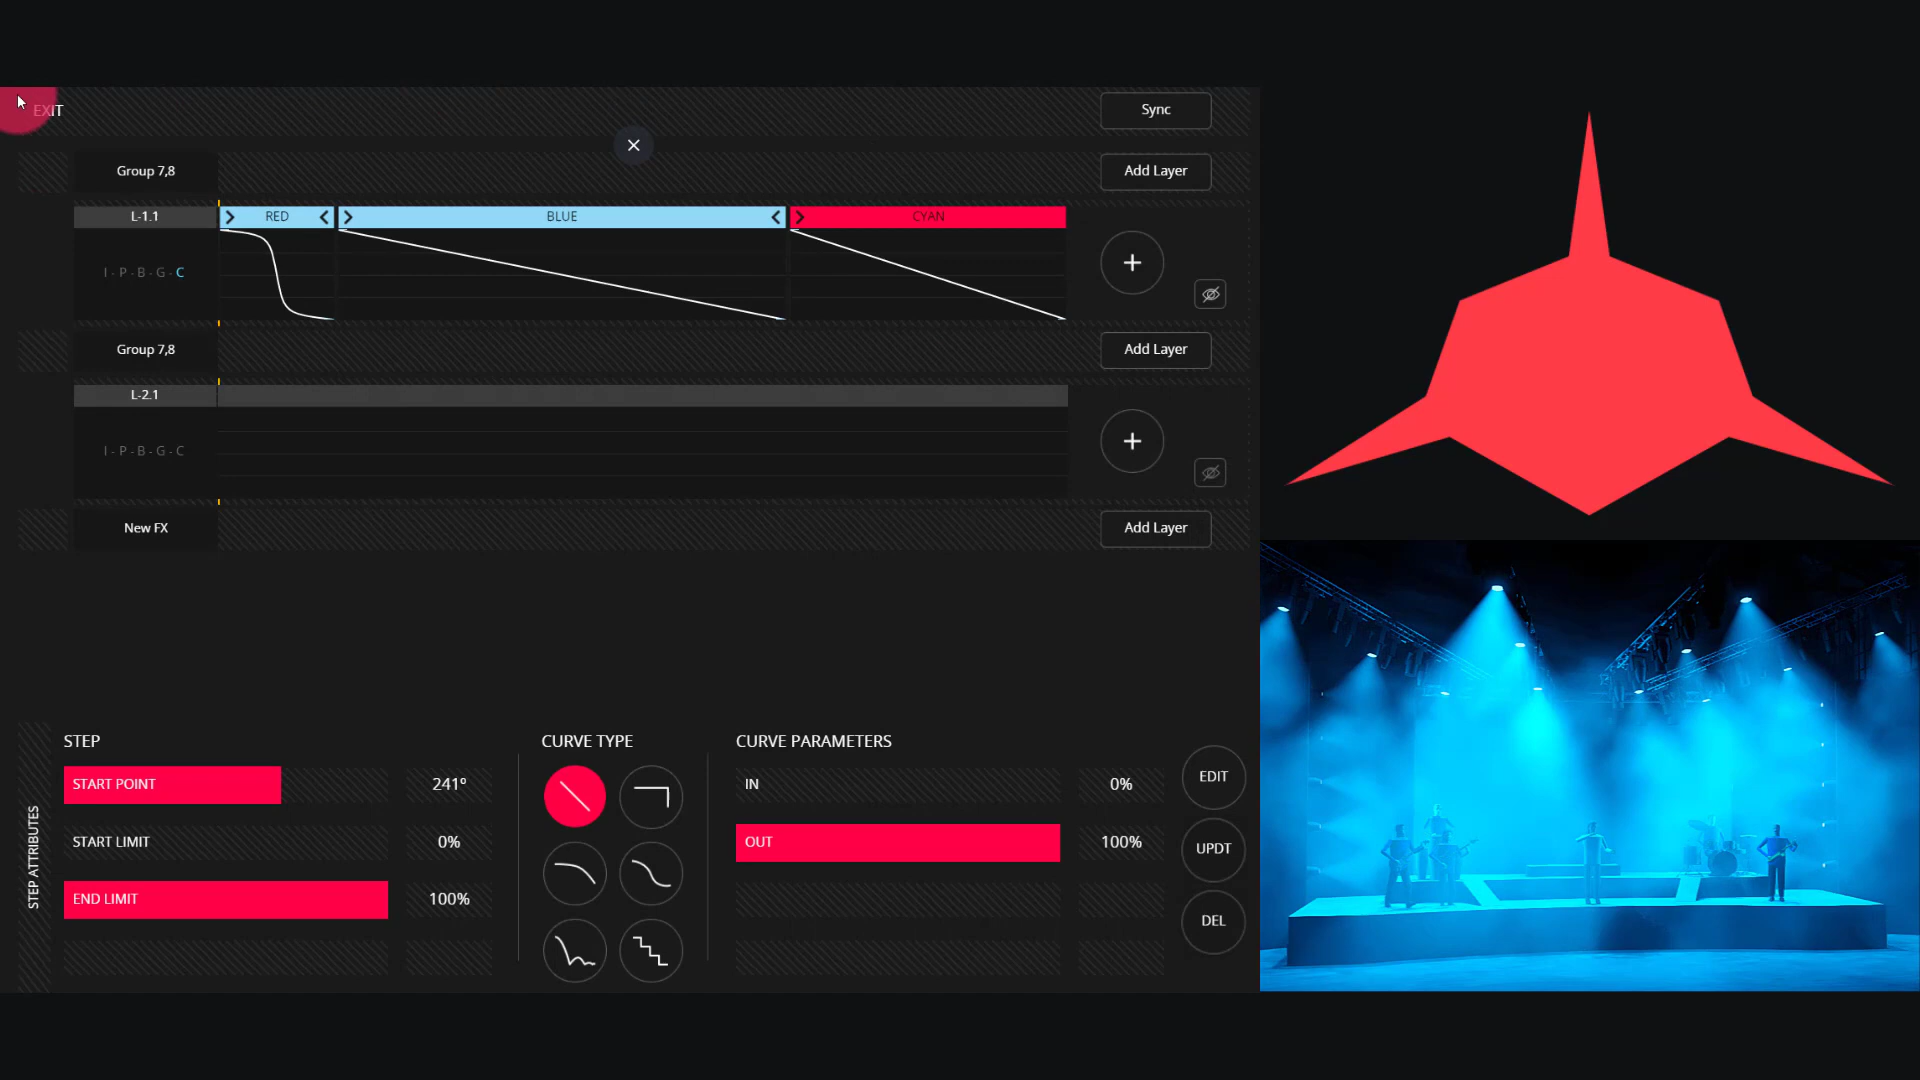 EXIT
Sync
Group 7,8
Add Layer
L-1.1
RED
BLUE
CYAN
I - P - B - G - C
Group 7,8
Add Layer
L-2.1
I - P - B - G - C
New FX
Add Layer
STEP ATTRIBUTES
STEP
START POINT
241°
START LIMIT
0%
END LIMIT
100%
CURVE TYPE
CURVE PARAMETERS
IN
0%
OUT
100%
EDIT
UPDT
DEL